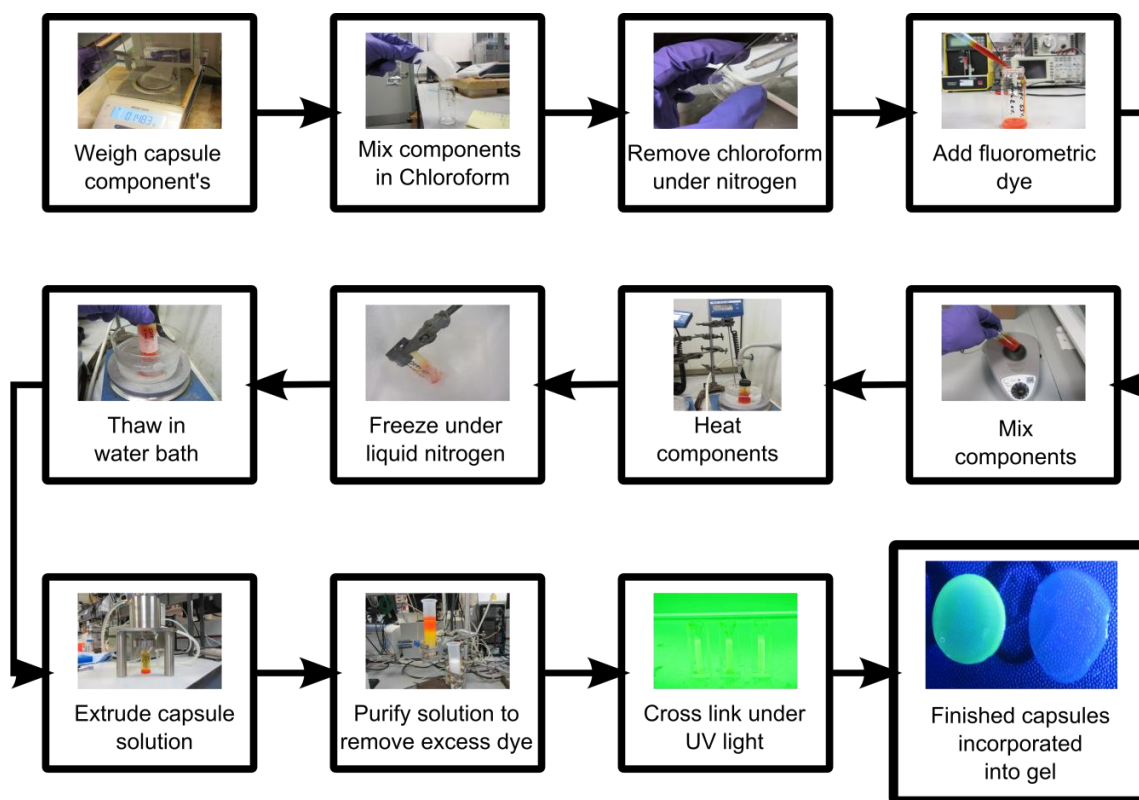 Weigh capsule
component's
Mix components
in Chloroform
Remove chloroform
under nitrogen
Add fluorometric
dye
Mix
components
Heat
components
Freeze under
liquid nitrogen
Thaw in
water bath
Extrude capsule
solution
Purify solution to
remove excess dye
Cross link under
UV light
Finished capsules
incorporated
into gel